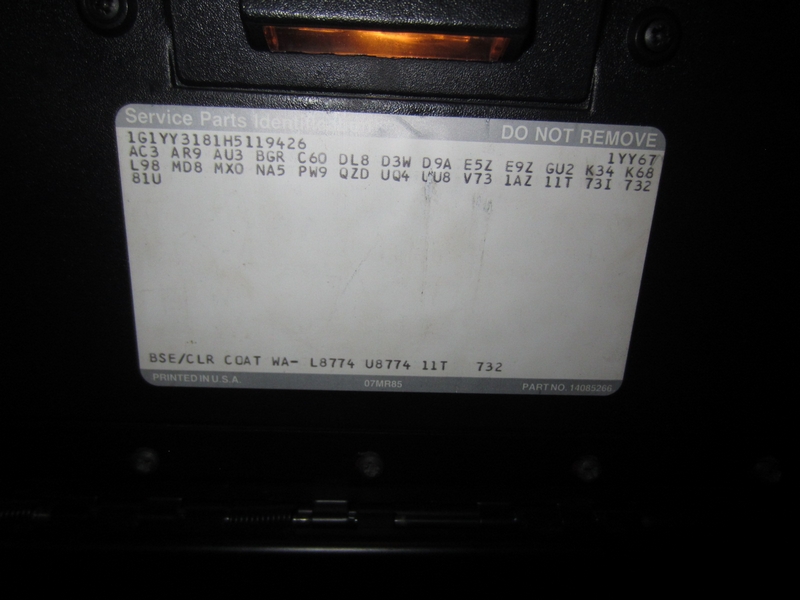 Service Parts Identification
DO NOT REMOVE
1G1YY3181H5119426 1YY67
AC3 AR9 AU3 BGR C60 DL8 D3W D9A E5Z E9Z GU2 K34 K68
L98 MD8 MX0 NA5 PW9 QZD UQ4 UU8 V73 1AZ 11T 73I 732
81U
BSE/CLR COAT WA- L8774 U8774 11T 732
PRINTED IN U.S.A. 07MR85 PART NO. 14085266